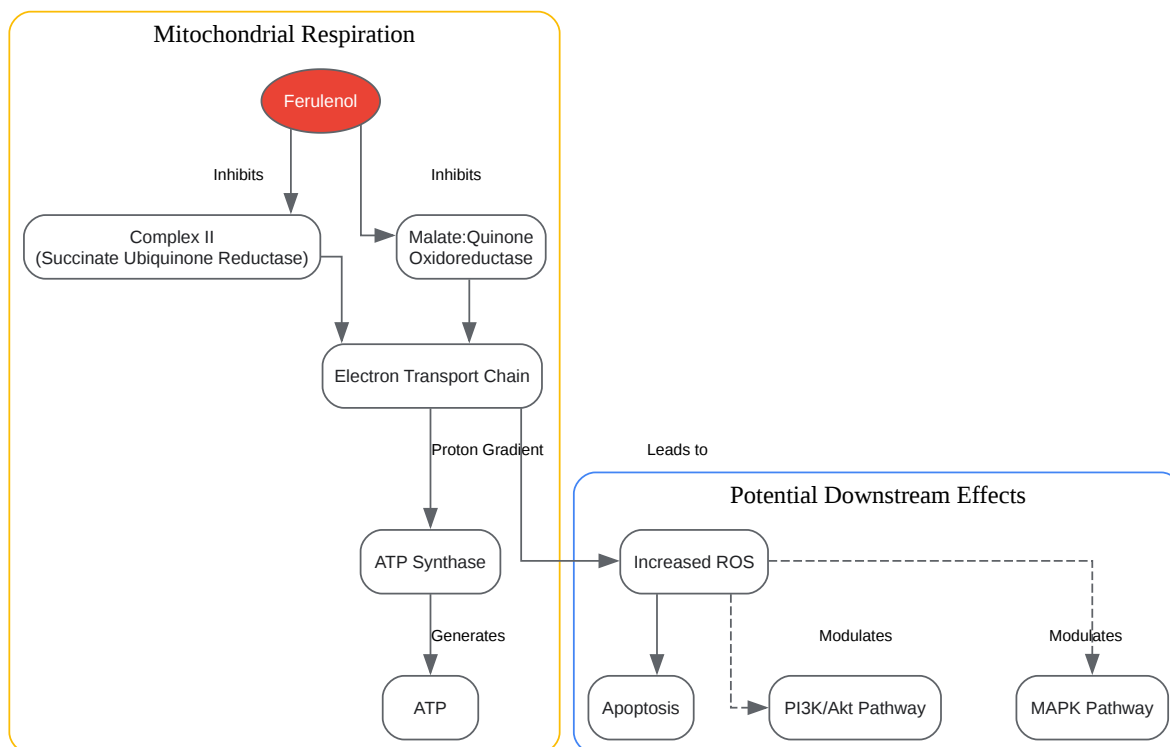 Mitochondrial Respiration
Ferulenol
Inhibits
Inhibits
Complex II
(Succinate Ubiquinone Reductase)
Malate:Quinone
Oxidoreductase
Electron Transport Chain
Proton Gradient
Leads to
Potential Downstream Effects
ATP Synthase
Increased ROS
Generates
Modulates
Modulates
ATP
Apoptosis
PI3K/Akt Pathway
MAPK Pathway